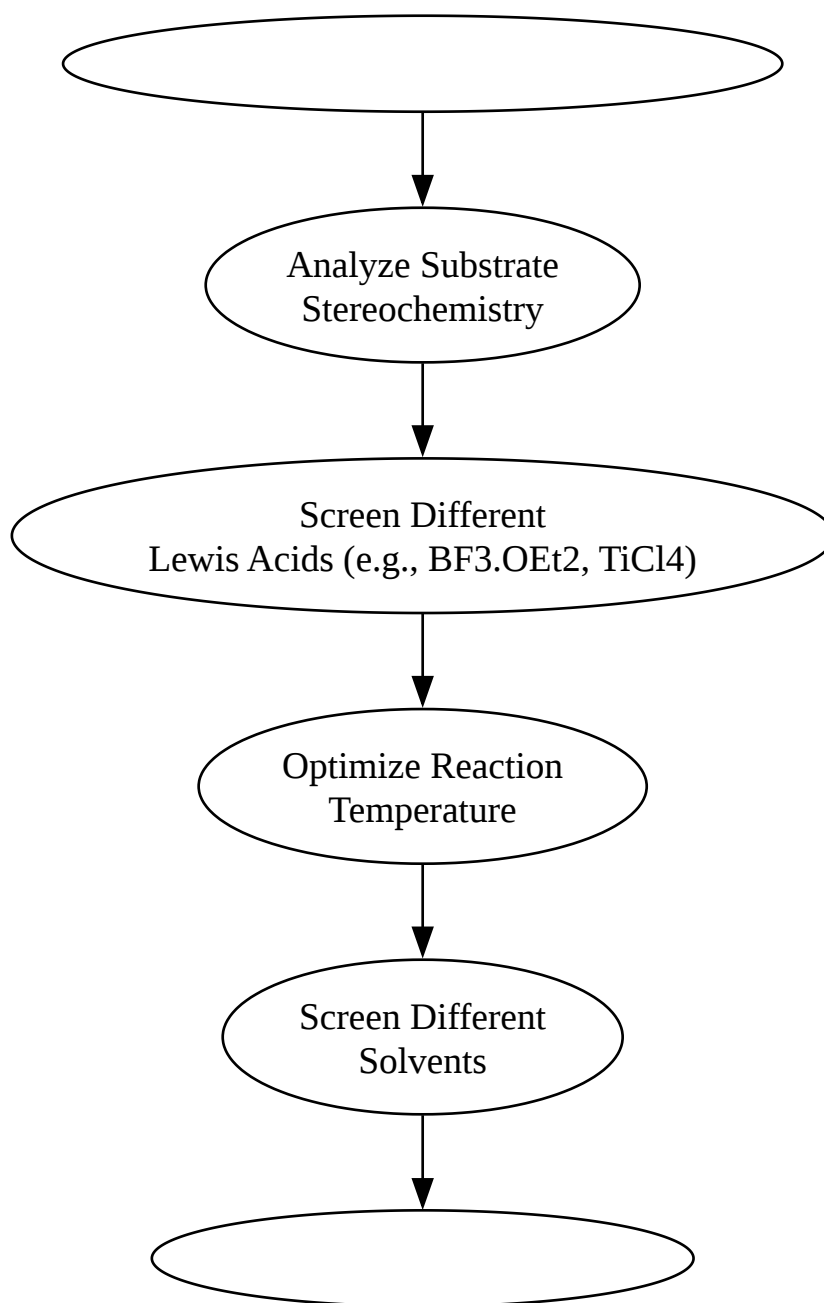 Analyze Substrate
Stereochemistry
Screen Different
Lewis Acids (e.g., BF3.OEt2, TiCl4)
Optimize Reaction
Temperature
Screen Different
Solvents